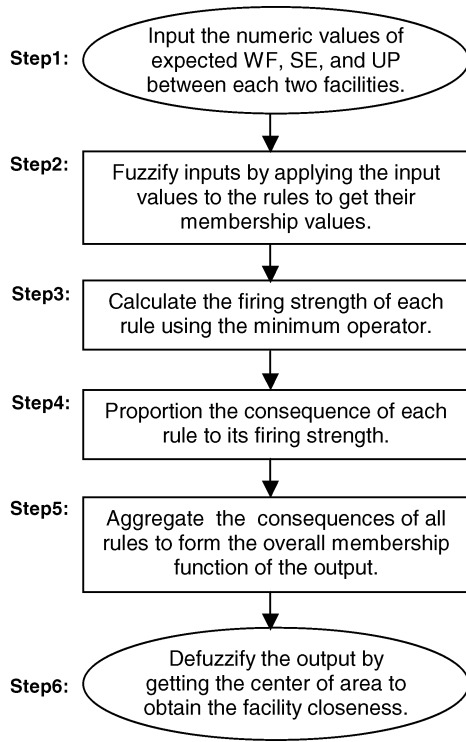 Step1:
Input the numeric values of
expected WF, SE, and UP
between each two facilities.
Step2:
Fuzzify inputs by applying the input
values to the rules to get their
membership values.
Step3:
Calculate the firing strength of each
rule using the minimum operator.
Step4:
Proportion the consequence of each
rule to its firing strength.
Step5:
Aggregate the consequences of all
rules to form the overall membership
function of the output.
Step6:
Defuzzify the output by
getting the center of area to
obtain the facility closeness.